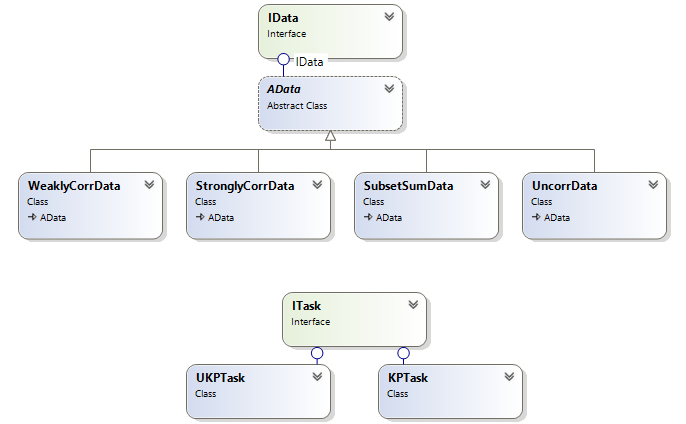 IData
Interface
IData
AData
Abstract Class
WeaklyCorrData
Class
AData
StronglyCorrData
Class
AData
SubsetSumData
Class
AData
UncorrData
Class
AData
ITask
Interface
UKPTask
Class
KPTask
Class